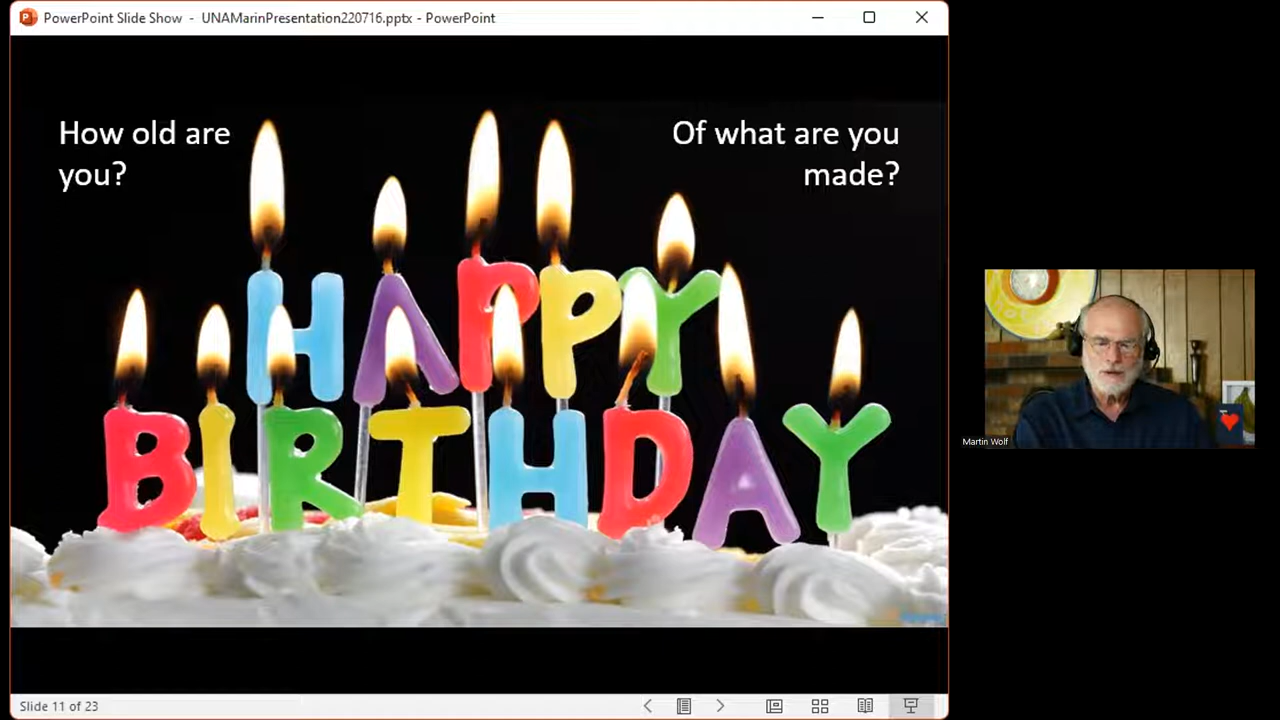 PowerPoint Slide Show - UNAMarinPresentation220716.pptx - PowerPoint
How old are
you?
Of what are you
made?
HAPPY
BIRTHDAY
Martin Wolf
Slide 11 of 23